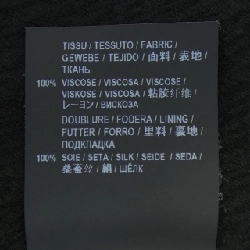 TISSU / TESSUTO / FABRIC /
GEWEBE / TEJIDO / 面料 / 表地 /
ТКАНЬ
100% VISCOSE / VISCOSA / VISCOSE /
VISKOSE / VISCOSA / 粘胶纤维 /
レーヨン / ВИСКОЗА
DOUBLURE / FODERA / LINING /
FUTTER / FORRO / 里料 / 裏地 /
ПОДКЛАДКА
100% SOIE / SETA / SILK / SEIDE / SEDA /
桑蚕丝 / 絹 / ШЁЛК